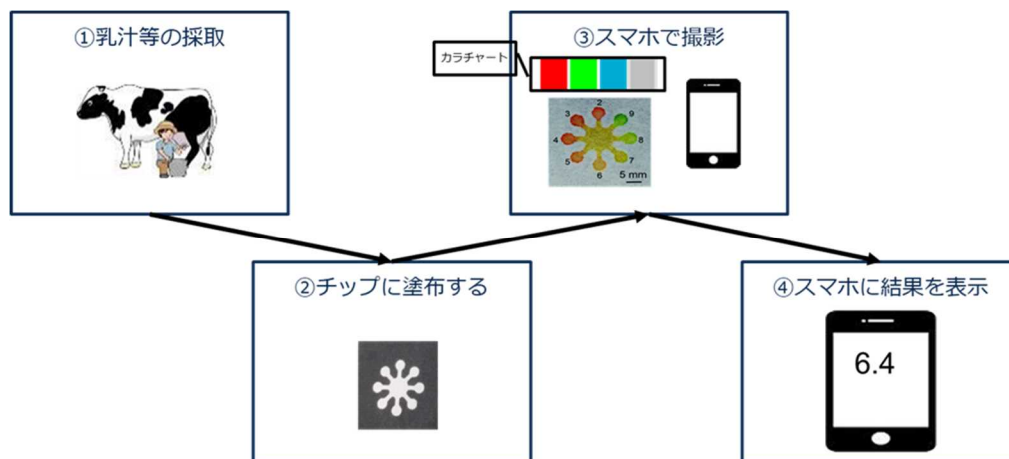 ①乳汁等の採取
②チップに塗布する
③スマホで撮影
カラチャート
2
3
9
4
8
5
7
6
5 mm
④スマホに結果を表示
6.4